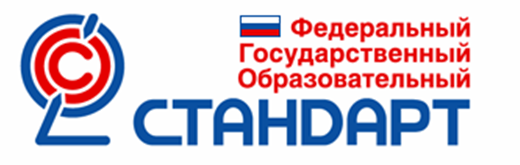 Федеральный
Государственный
Образовательный
СТАНДАРТ